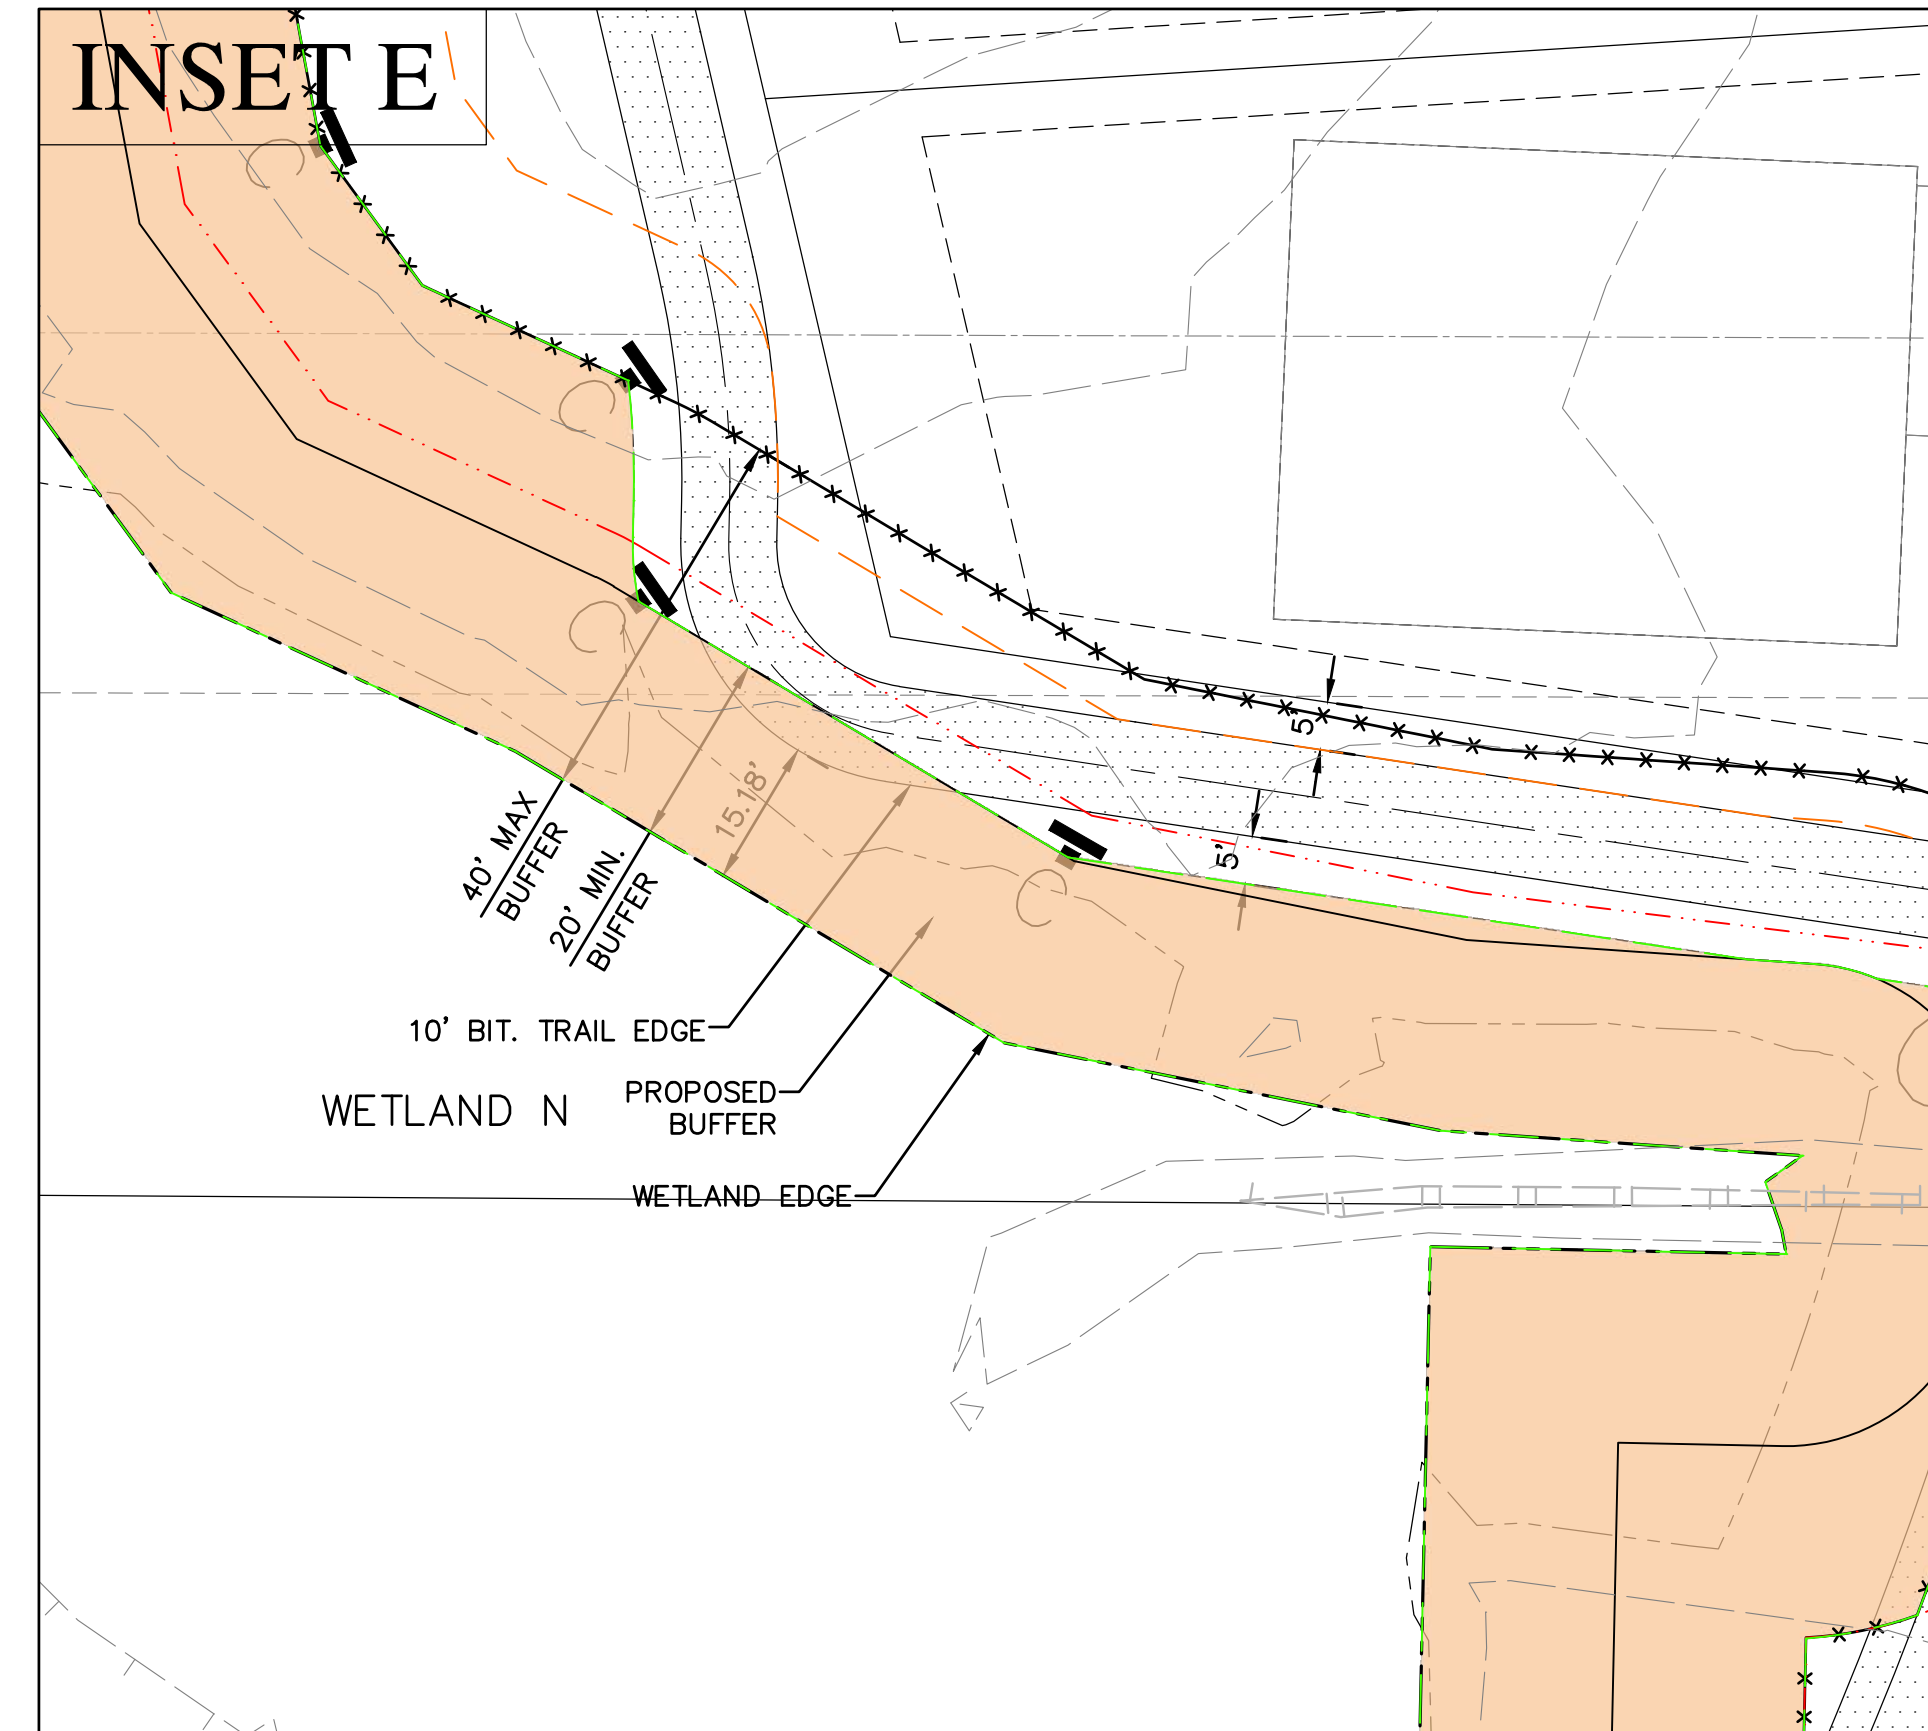 INSET E
5'
15.18'
5'
40' MAX
BUFFER
20' MIN.
BUFFER
10' BIT. TRAIL EDGE
PROPOSED
BUFFER
WETLAND N
WETLAND EDGE